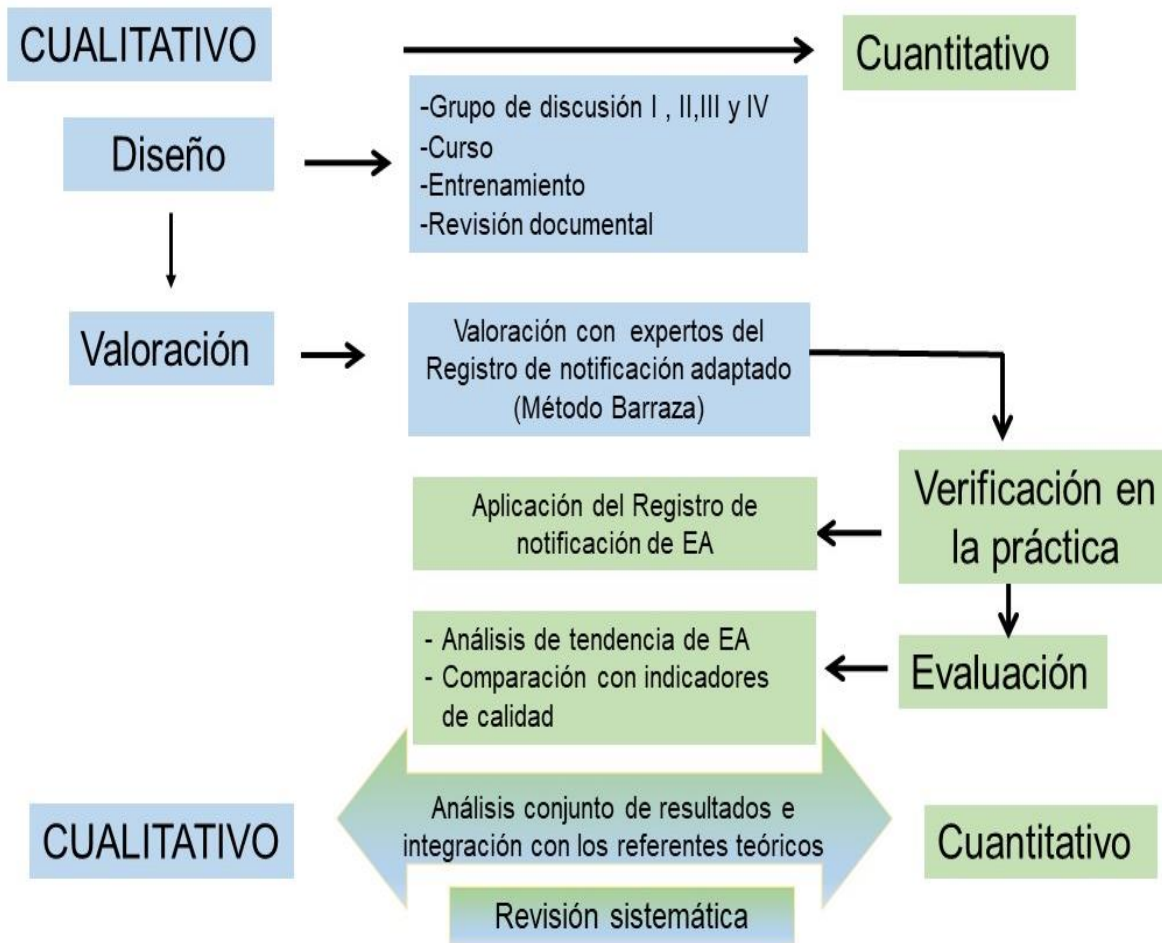 CUALITATIVO
Cuantitativo
-Grupo de discusión I , II,III y IV
-Curso
-Entrenamiento
-Revisión documental
Diseño
Valoración
Valoración con expertos del
Registro de notificación adaptado
(Método Barraza)
Verificación en
la práctica
Aplicación del Registro de
notificación de EA
Evaluación
- Análisis de tendencia de EA
- Comparación con indicadores
de calidad
CUALITATIVO
Análisis conjunto de resultados e
integración con los referentes teóricos
Cuantitativo
Revisión sistemática